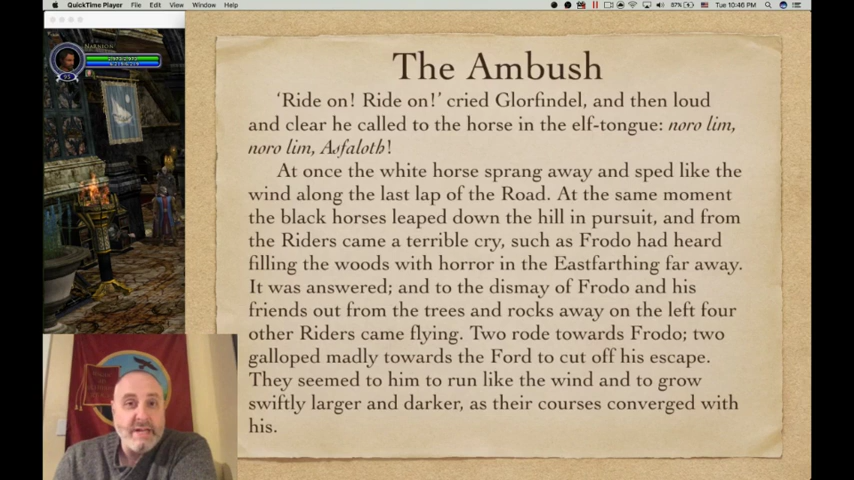 QuickTime Player File Edit View Window Help
57% Tue 10:46 PM
NARNION
95
The Ambush
‘Ride on! Ride on!’ cried Glorfindel, and then loud
and clear he called to the horse in the elf-tongue: noro lim,
noro lim, Asfaloth!
At once the white horse sprang away and sped like the
wind along the last lap of the Road. At the same moment
the black horses leaped down the hill in pursuit, and from
the Riders came a terrible cry, such as Frodo had heard
filling the woods with horror in the Eastfarthing far away.
It was answered; and to the dismay of Frodo and his
friends out from the trees and rocks away on the left four
other Riders came flying. Two rode towards Frodo; two
galloped madly towards the Ford to cut off his escape.
They seemed to him to run like the wind and to grow
swiftly larger and darker, as their courses converged with
his.